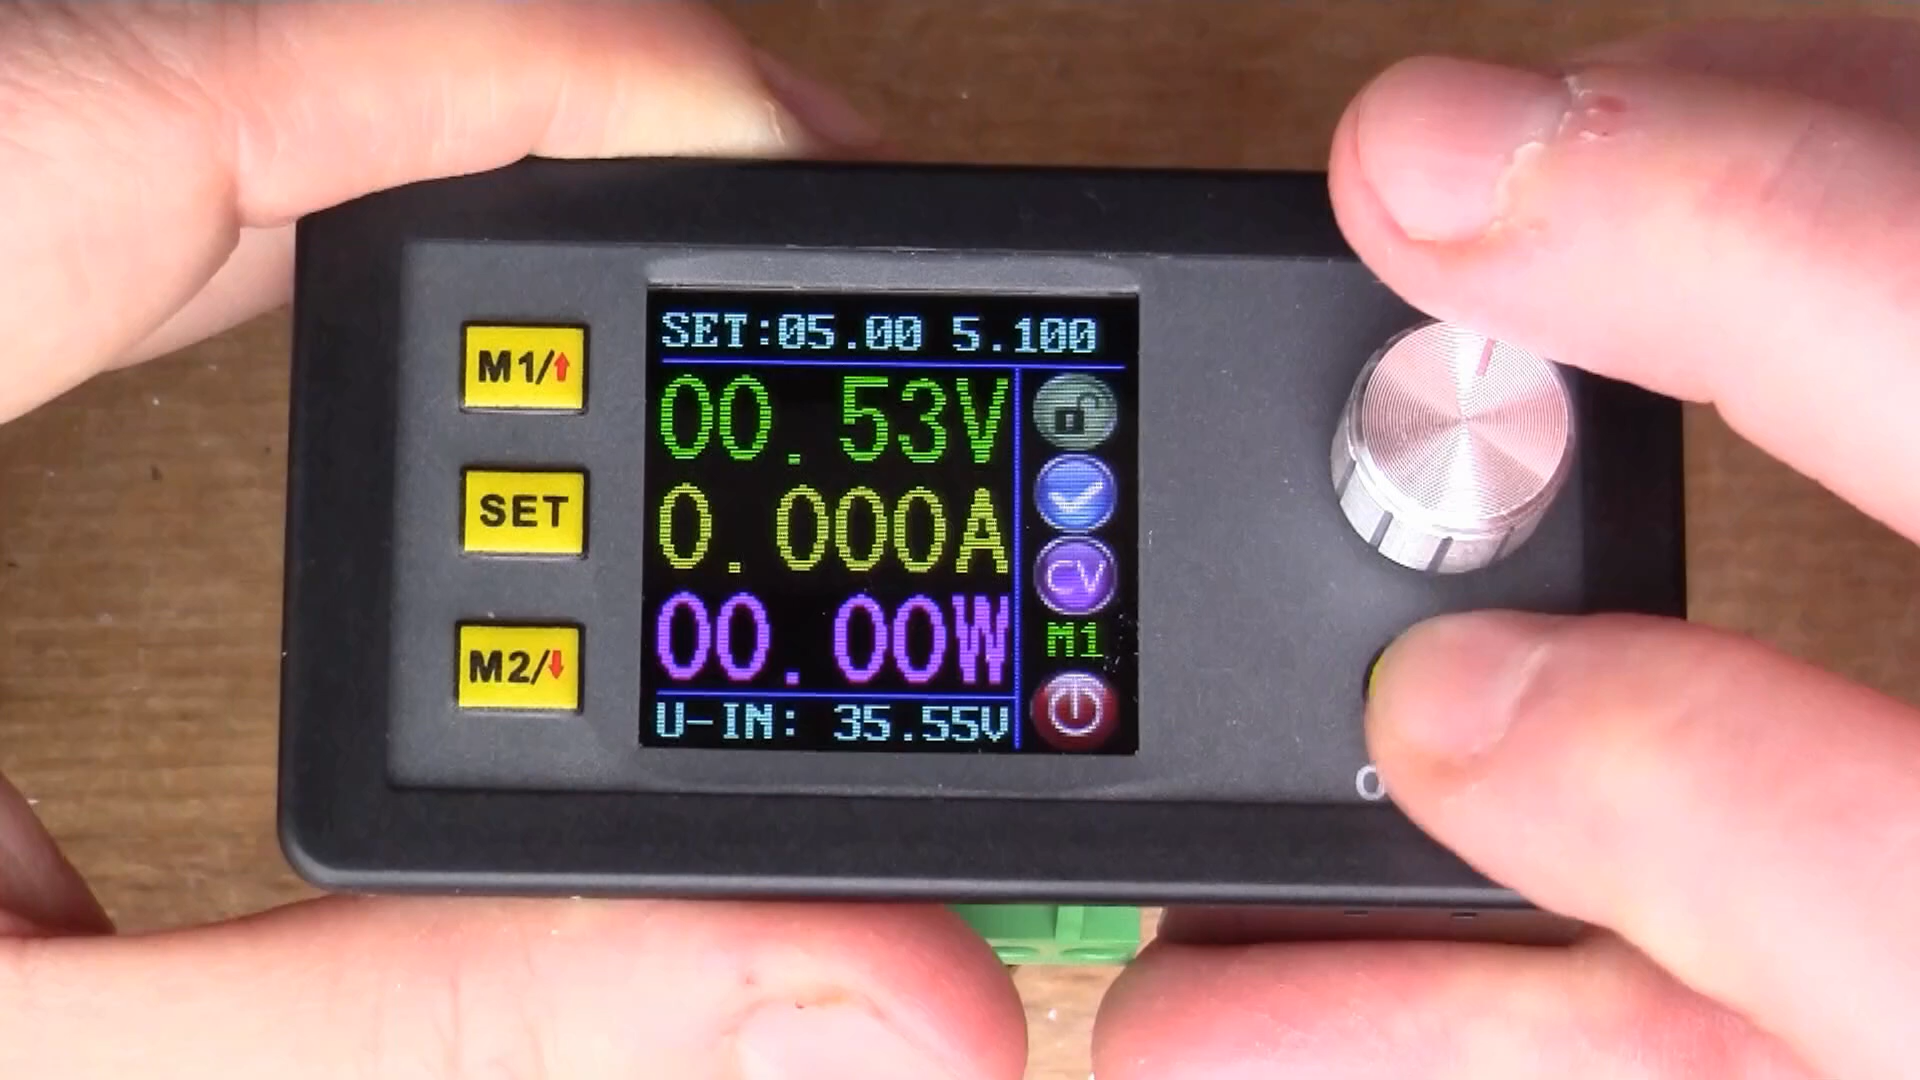 SET:05.00 5.100
M1/↑
00.53V
SET
0.000A
CV
M1
M2/↓
00.00W
U-IN: 35.55V
O